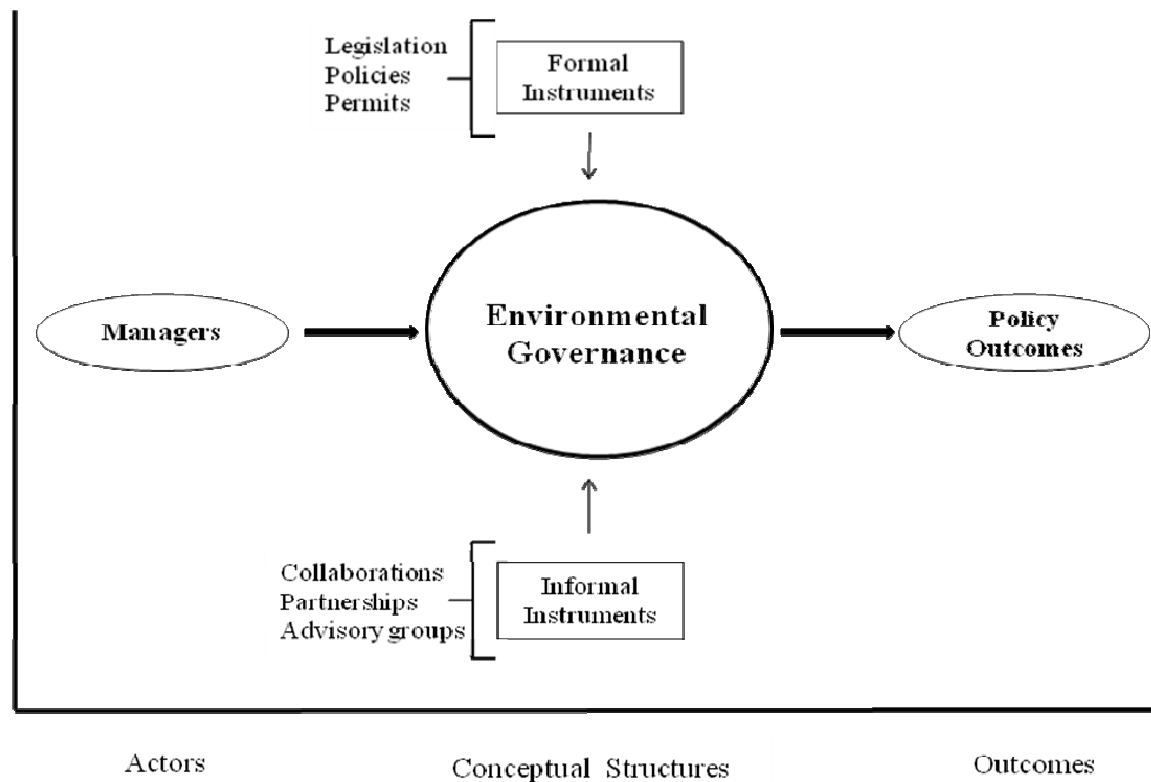 Legislation
Policies
Permits
Formal
Instruments
Managers
Environmental
Governance
Policy
Outcomes
Collaborations
Partnerships
Advisory groups
Informal
Instruments
Actors
Conceptual Structures
Outcomes